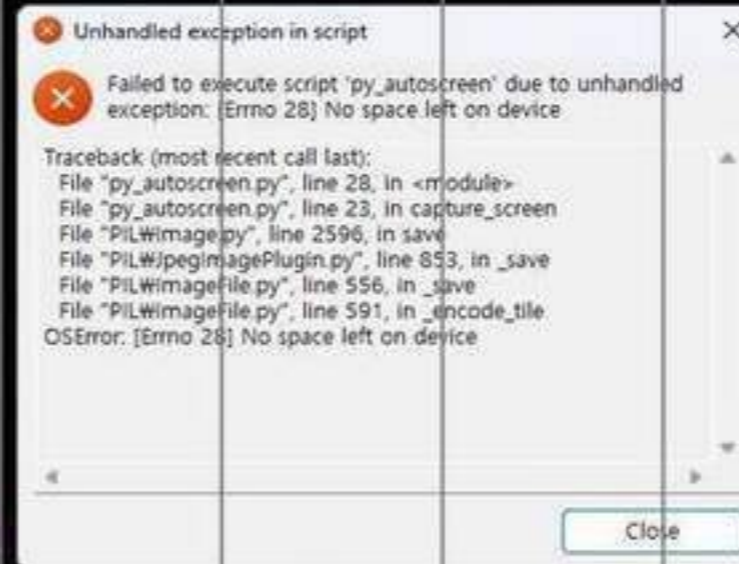 Unhandled exception in script
Failed to execute script 'py_autoscreen' due to unhandled
exception: [Errno 28] No space left on device
Traceback (most recent call last):
File "py_autoscreen.py", line 28, in <module>
File "py_autoscreen.py", line 23, in capture_screen
File "PIL₩Image.py", line 2596, in save
File "PIL₩JpegImagePlugin.py", line 853, in _save
File "PIL₩ImageFile.py", line 556, in _save
File "PIL₩ImageFile.py", line 591, in _encode_tile
OSError: [Errno 28] No space left on device
Close